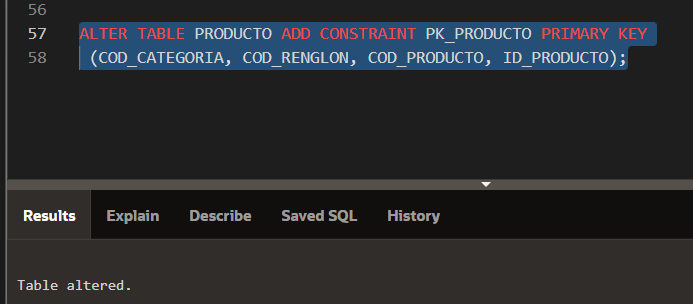 56
57 ALTER TABLE PRODUCTO ADD CONSTRAINT PK_PRODUCTO PRIMARY KEY
58 (COD_CATEGORIA, COD_RENGLON, COD_PRODUCTO, ID_PRODUCTO);
Results Explain Describe Saved SQL History
Table altered.